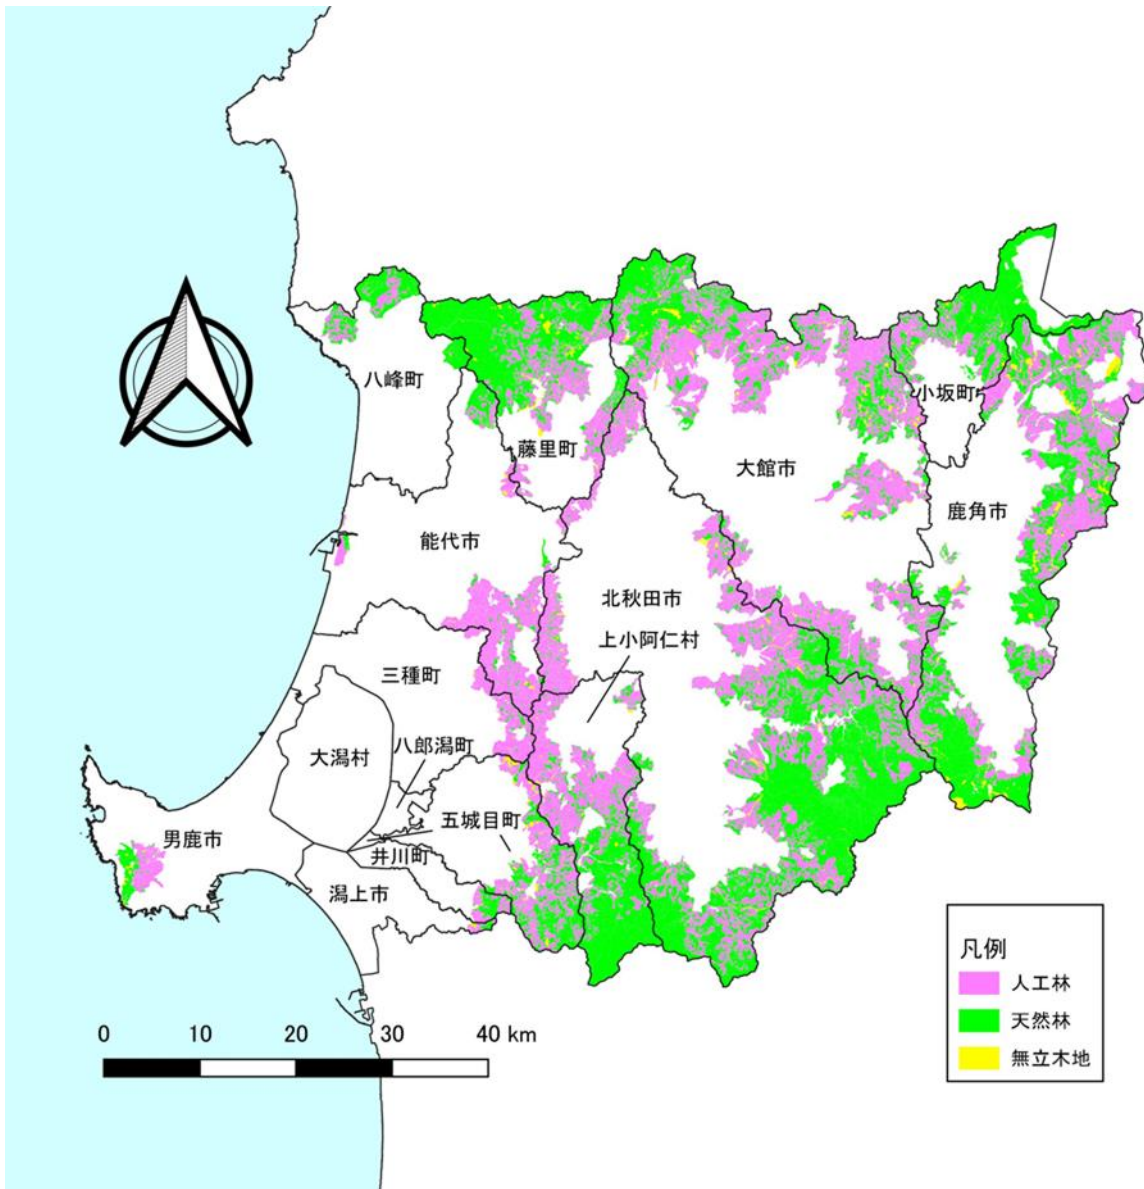 八峰町
小坂町
藤里町
大館市
鹿角市
能代市
北秋田市
上小阿仁村
三種町
八郎潟町
大潟村
五城目町
男鹿市
井川町
潟上市
凡例
人工林
天然林
無立木地
0 10 20 30 40 km